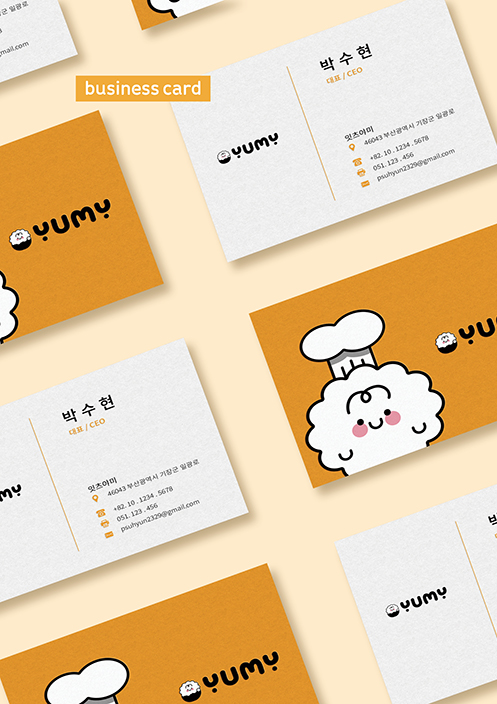 business card
박수현
대표 / CEO
YUMY
잇츠야미
46043 부산광역시 기장군 일광로
+82. 10 . 1234 . 5678
051. 123 . 456
psuhyun2329@gmail.com
YUMY
YUMY
박수현
대표 / CEO
잇츠야미
46043 부산광역시 기장군 일광로
+82. 10 . 1234 . 5678
051. 123 . 456
psuhyun2329@gmail.com
YUMY
YUMY